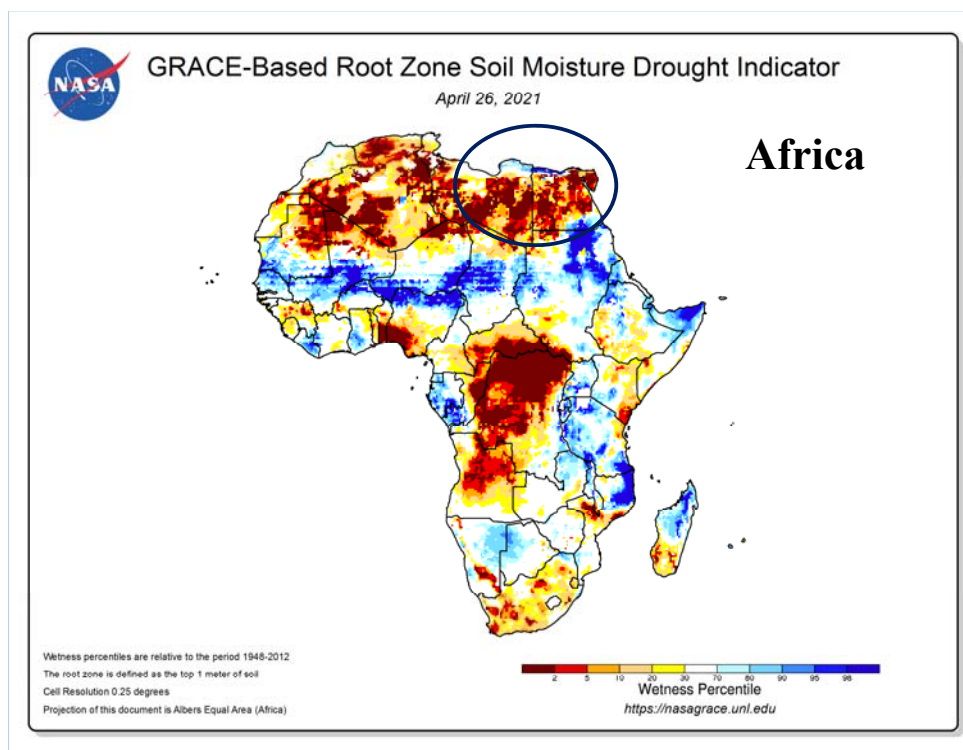 NASA
GRACE-Based Root Zone Soil Moisture Drought Indicator
April 26, 2021
Africa
Wetness percentiles are relative to the period 1948-2012
The root zone is defined as the top 1 meter of soil
Cell Resolution 0.25 degrees
Projection of this document is Albers Equal Area (Africa)
2 5 10 20 30 70 80 90 95 98
Wetness Percentile
https://nasagrace.unl.edu